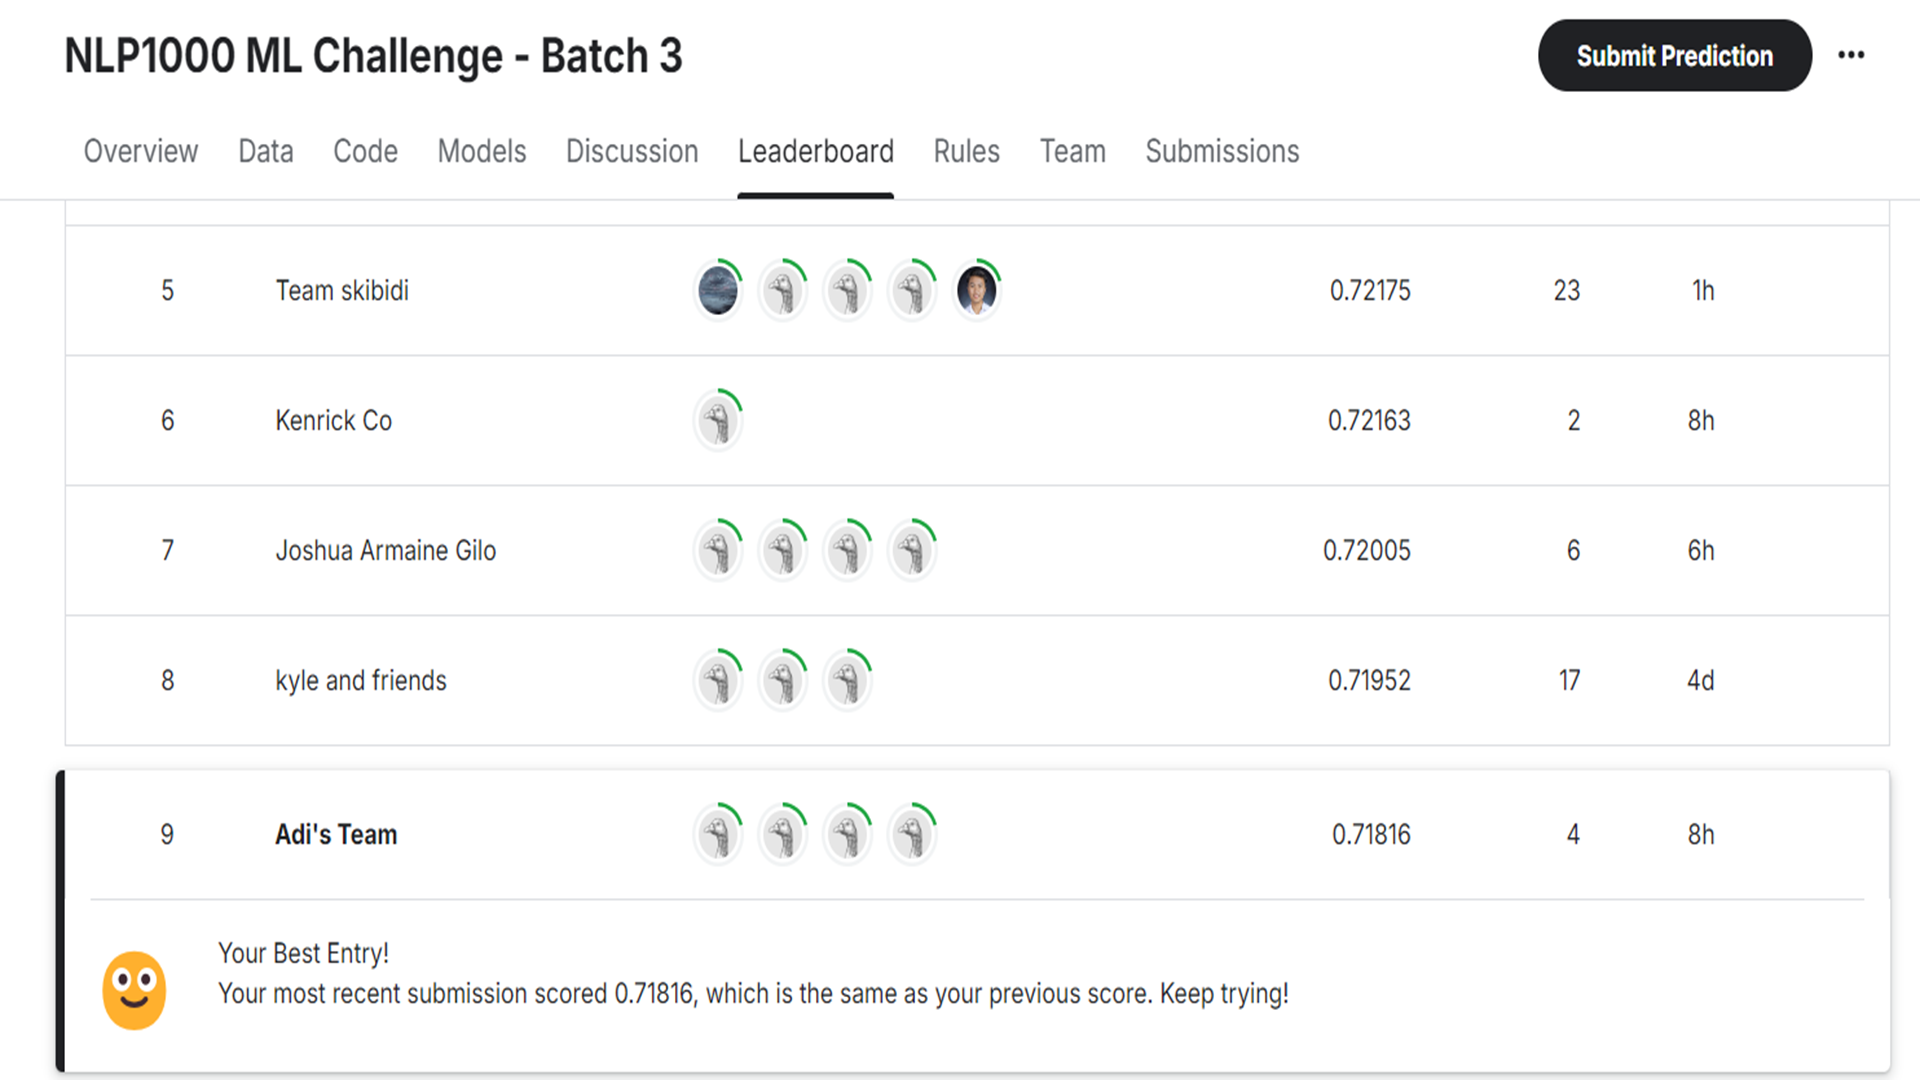 NLP1000 ML Challenge - Batch 3
Submit Prediction
Overview Data Code Models Discussion Leaderboard Rules Team Submissions
5 Team skibidi 0.72175 23 1h
6 Kenrick Co 0.72163 2 8h
7 Joshua Armaine Gilo 0.72005 6 6h
8 kyle and friends 0.71952 17 4d
9 Adi's Team 0.71816 4 8h
Your Best Entry!
Your most recent submission scored 0.71816, which is the same as your previous score. Keep trying!